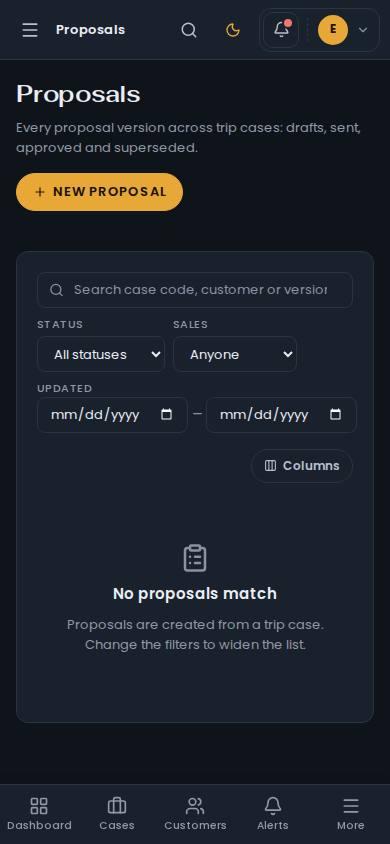 Proposals
E
Proposals
Every proposal version across trip cases: drafts, sent,
approved and superseded.
+ NEW PROPOSAL
Search case code, customer or version
STATUS
SALES
All statuses
Anyone
UPDATED
mm/dd/yyyy – mm/dd/yyyy
Columns
No proposals match
Proposals are created from a trip case.
Change the filters to widen the list.
Dashboard
Cases
Customers
Alerts
More